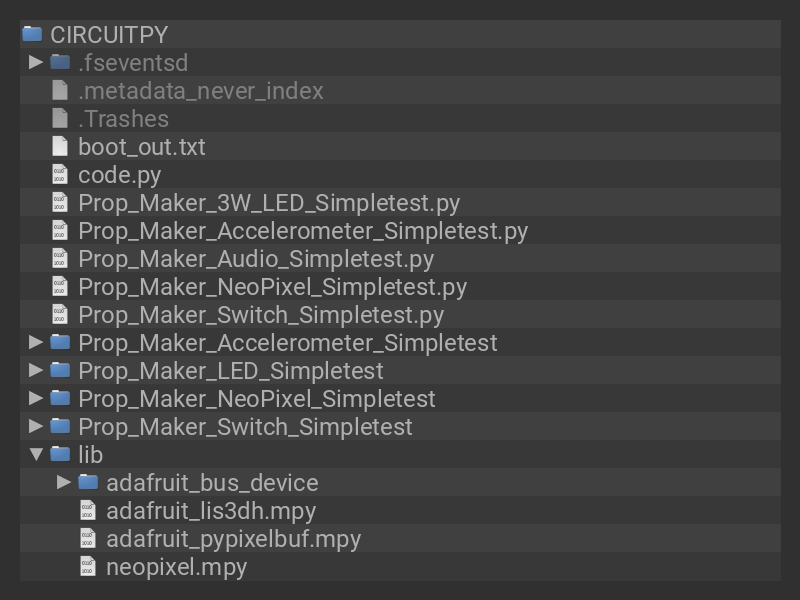 CIRCUITPY
.fseventsd
.metadata_never_index
.Trashes
boot_out.txt
code.py
Prop_Maker_3W_LED_Simpletest.py
Prop_Maker_Accelerometer_Simpletest.py
Prop_Maker_Audio_Simpletest.py
Prop_Maker_NeoPixel_Simpletest.py
Prop_Maker_Switch_Simpletest.py
Prop_Maker_Accelerometer_Simpletest
Prop_Maker_LED_Simpletest
Prop_Maker_NeoPixel_Simpletest
Prop_Maker_Switch_Simpletest
lib
adafruit_bus_device
adafruit_lis3dh.mpy
adafruit_pypixelbuf.mpy
neopixel.mpy